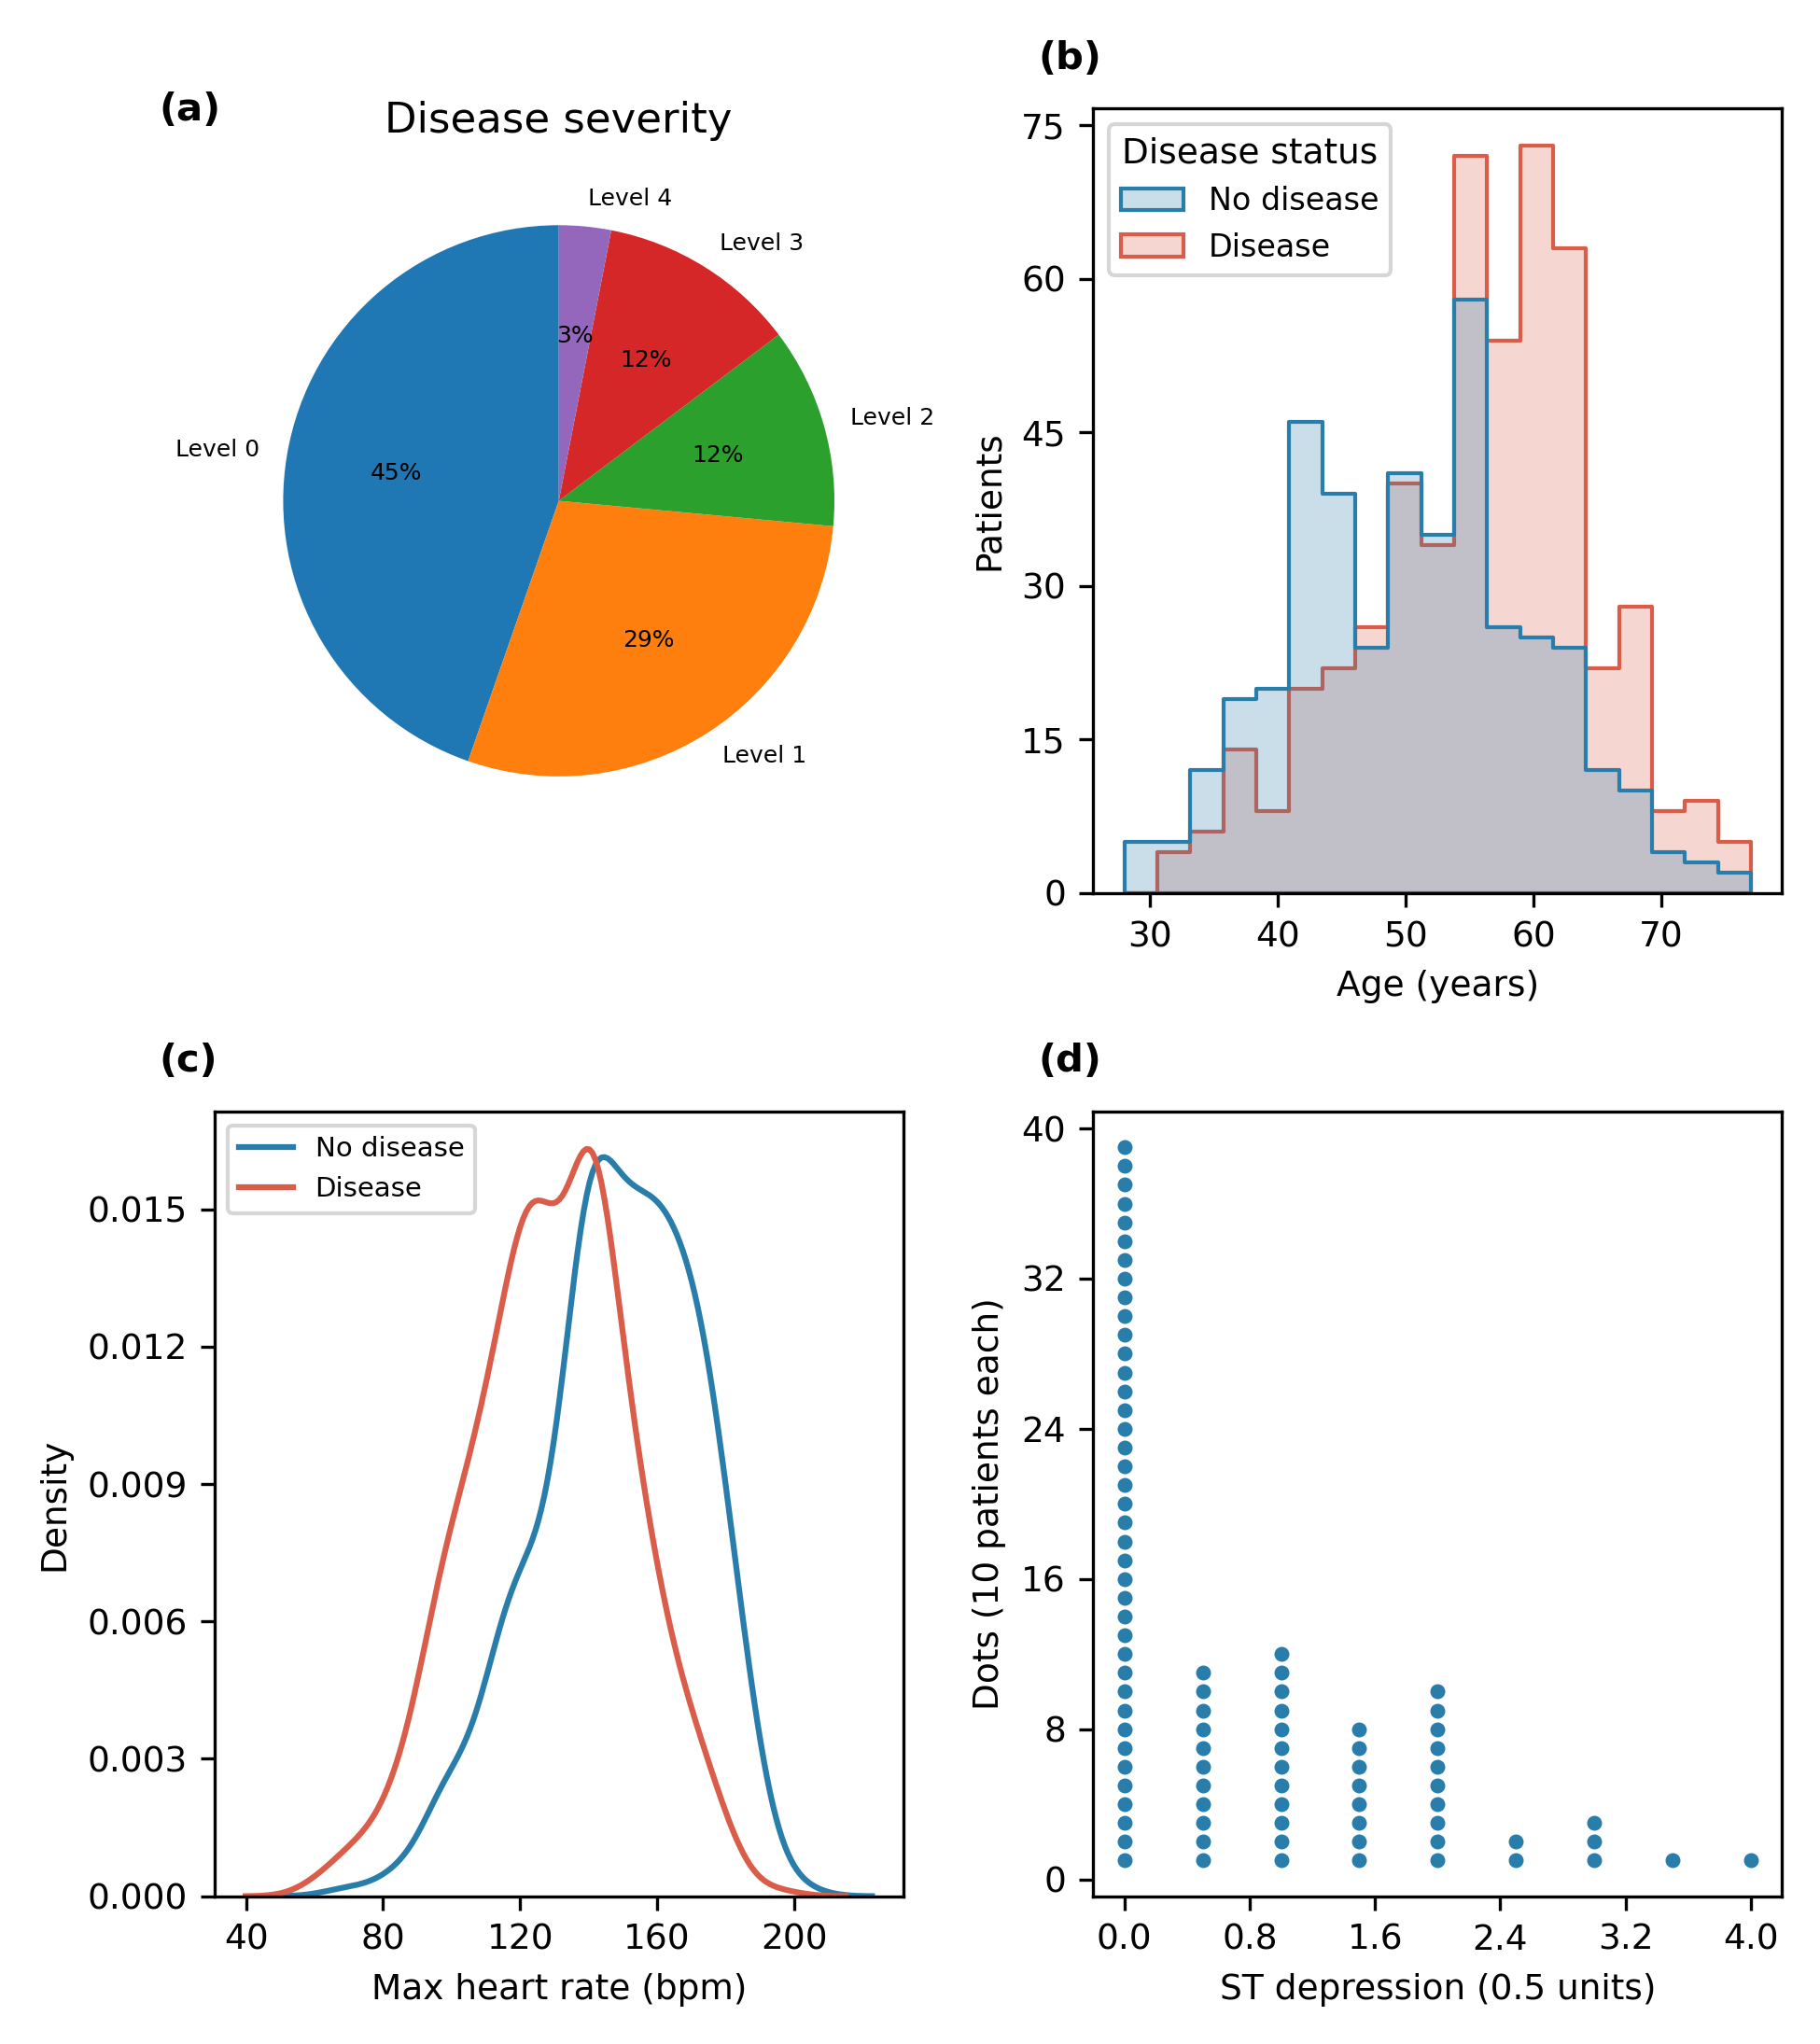 (a)
Disease severity
Level 4
Level 3
Level 2
Level 0
Level 1
3%
12%
12%
45%
29%
(b)
Disease status
No disease
Disease
75
60
45
30
15
0
Patients
30 40 50 60 70
Age (years)
(c)
No disease
Disease
0.015
0.012
0.009
0.006
0.003
0.000
Density
40 80 120 160 200
Max heart rate (bpm)
(d)
40
32
24
16
8
0
Dots (10 patients each)
0.0 0.8 1.6 2.4 3.2 4.0
ST depression (0.5 units)